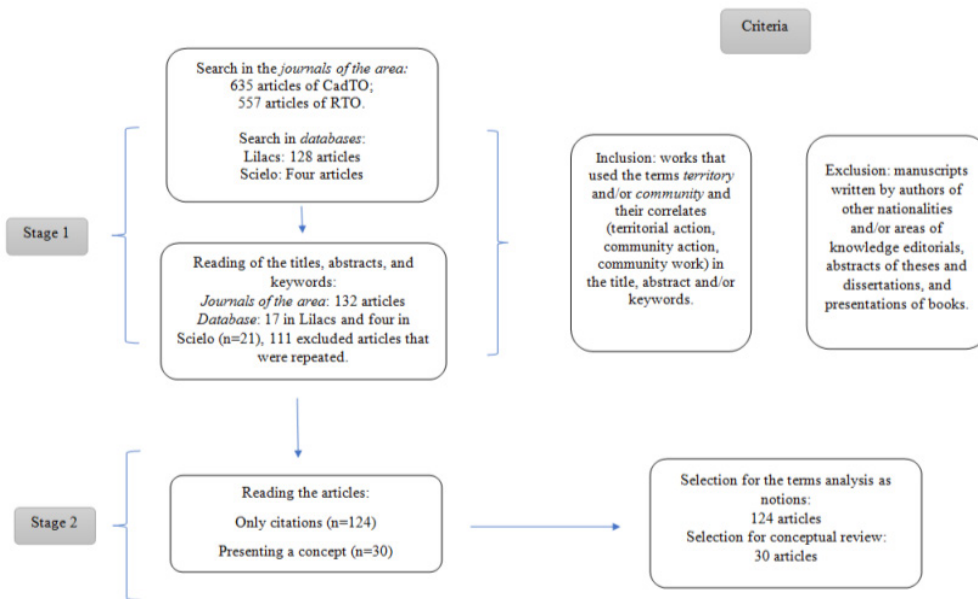 Criteria
Search in the journals of the area:
635 articles of CadTO;
557 articles of RTO.
Search in databases:
Lilacs: 128 articles
Scielo: Four articles
Stage 1
Reading of the titles, abstracts, and
keywords:
Journals of the area: 132 articles
Database: 17 in Lilacs and four in
Scielo (n=21), 111 excluded articles that
were repeated.
Inclusion: works that
used the terms territory
and/or community and
their correlates
(territorial action,
community action,
community work) in
the title, abstract and/or
keywords.
Exclusion: manuscripts
written by authors of
other nationalities
and/or areas of
knowledge editorials,
abstracts of theses and
dissertations, and
presentations of books.
Stage 2
Reading the articles:
Only citations (n=124)
Presenting a concept (n=30)
Selection for the terms analysis as
notions:
124 articles
Selection for conceptual review:
30 articles